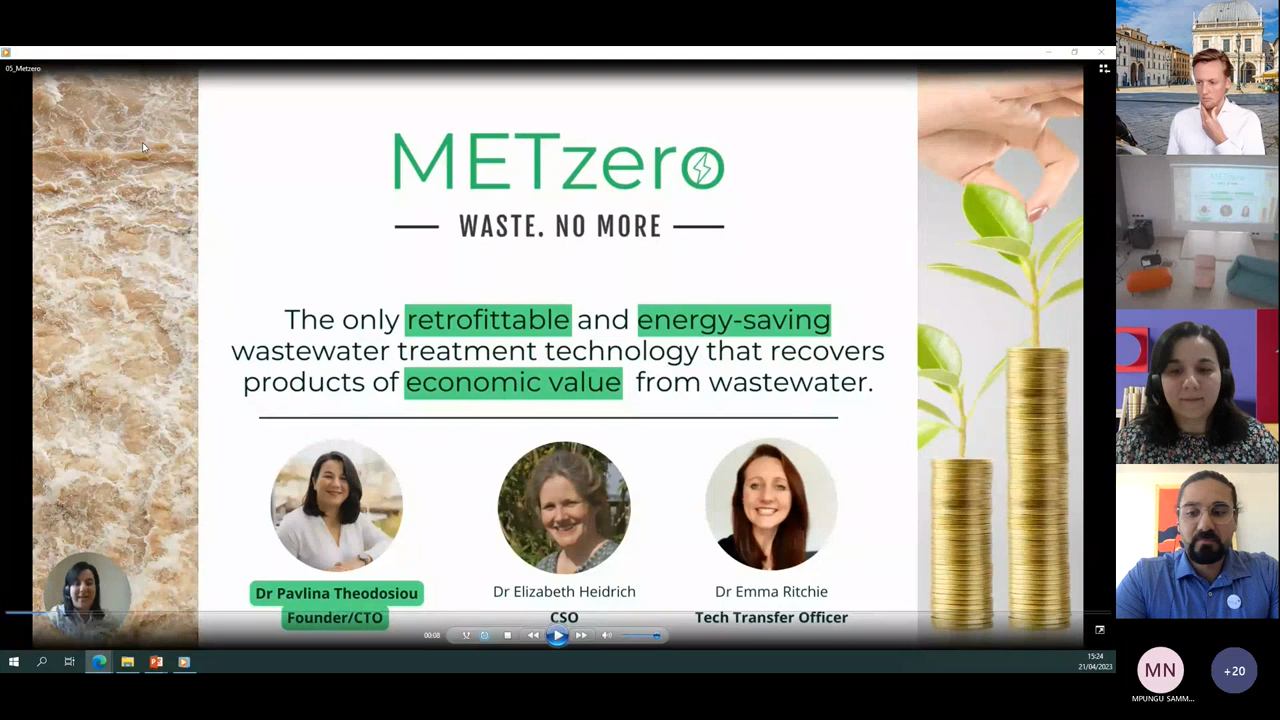 05_Metzero
METzero
WASTE. NO MORE
The only retrofittable and energy-saving
wastewater treatment technology that recovers
products of economic value from wastewater.
Dr Pavlina Theodosiou
Founder/CTO
Dr Elizabeth Heidrich
CSO
Dr Emma Ritchie
Tech Transfer Officer
00:08
15:24
21/04/2023
MN
MPUNGU SAMM...
+20